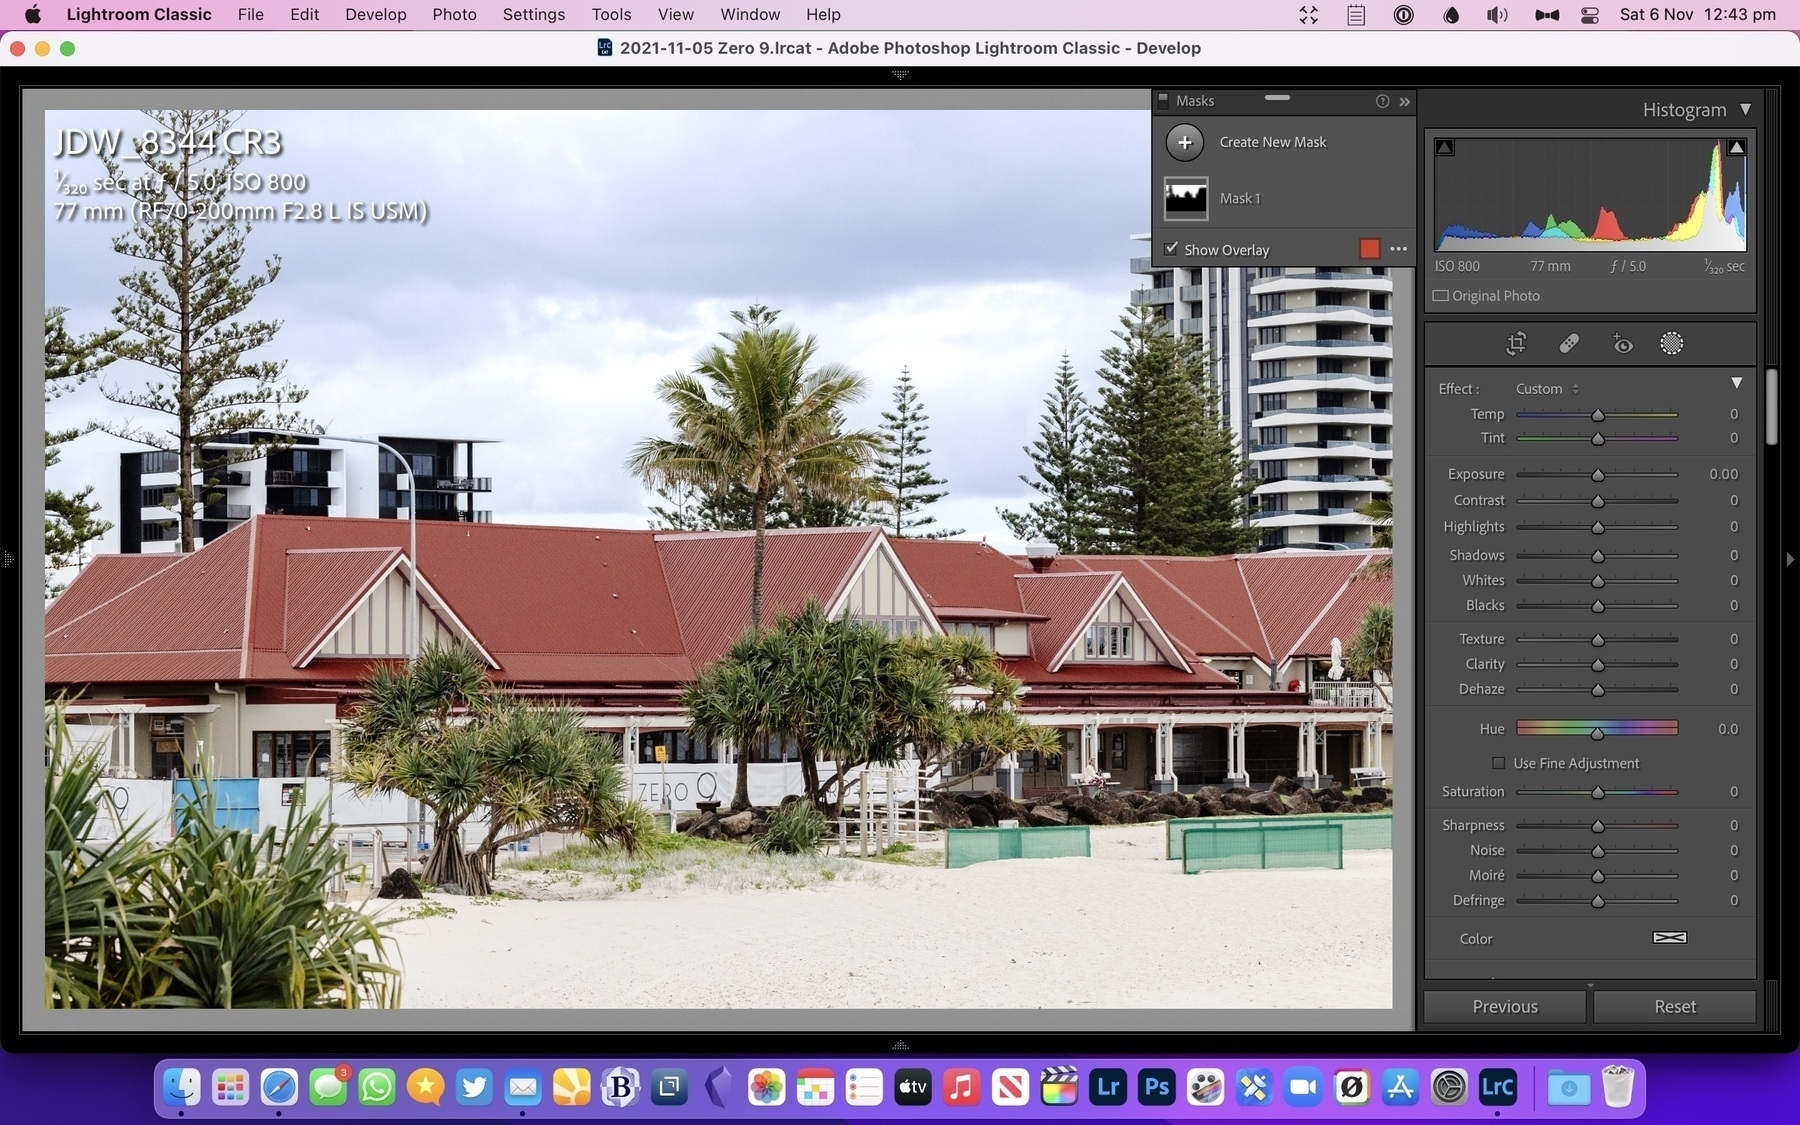 Lightroom Classic File Edit Develop Photo Settings Tools View Window Help Sat 6 Nov 12:43 pm
2021-11-05 Zero 9.lrcat - Adobe Photoshop Lightroom Classic - Develop
JDW_8344.CR3
1/320 sec at ƒ / 5.0, ISO 800
77 mm (RF70-200mm F2.8 L IS USM)
Masks
Create New Mask
Mask 1
Show Overlay
Histogram
ISO 800 77 mm ƒ / 5.0 1/320 sec
Original Photo
Effect : Custom
Temp 0
Tint 0
Exposure 0.00
Contrast 0
Highlights 0
Shadows 0
Whites 0
Blacks 0
Texture 0
Clarity 0
Dehaze 0
Hue 0.0
Use Fine Adjustment
Saturation 0
Sharpness 0
Noise 0
Moiré 0
Defringe 0
Color
Previous Reset
ZERO 9
9
3
B
tv
Lr
Ps
LrC